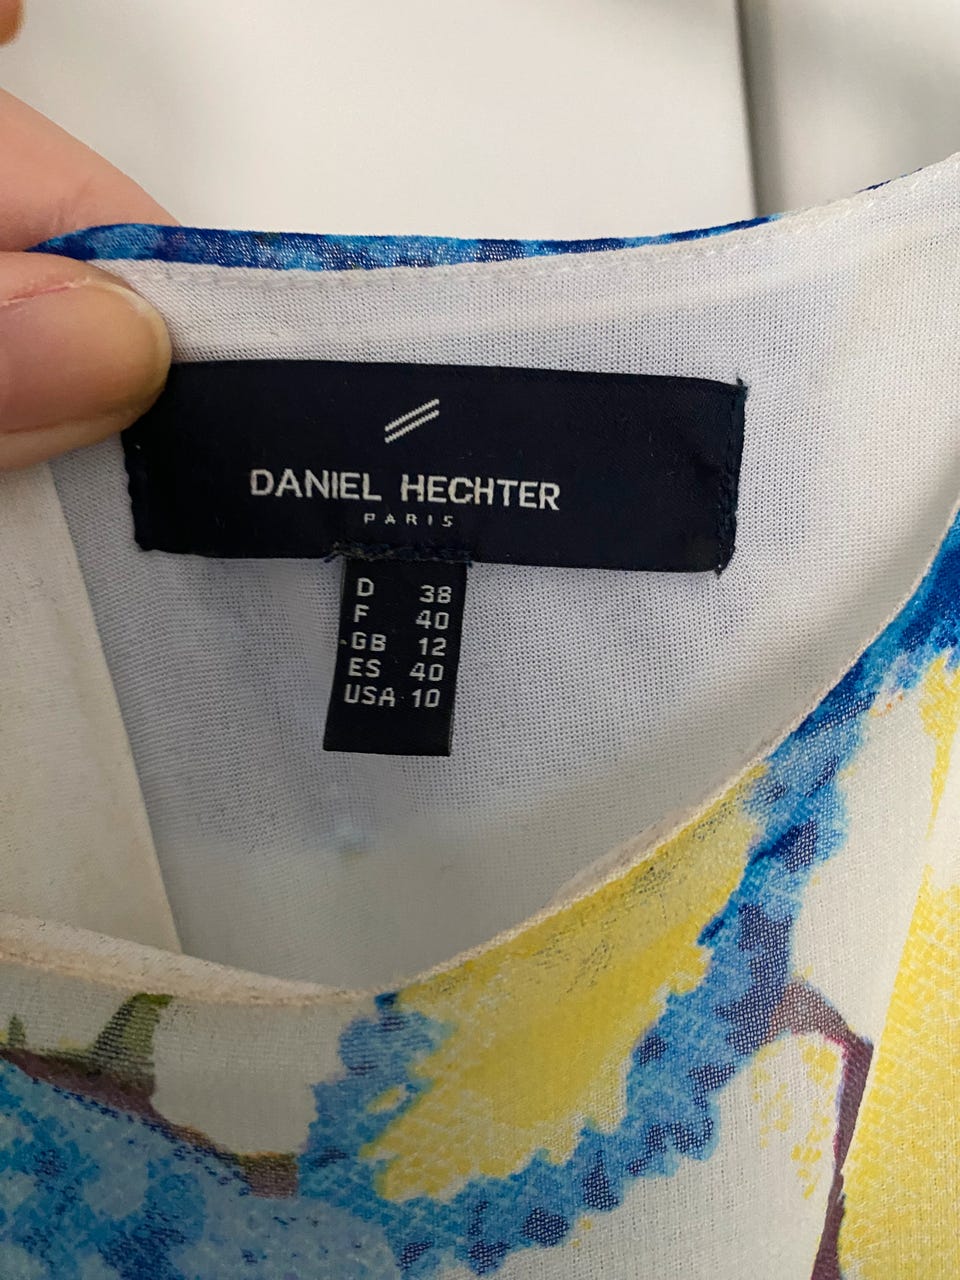 DANIEL HECHTER
PARIS
D 38
F 40
GB 12
ES 40
USA 10